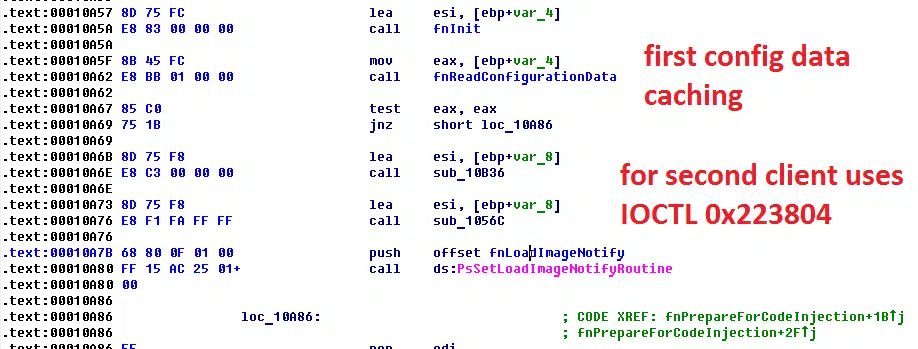 .text:00010A57 8D 75 FC lea esi, [ebp+var_4]
.text:00010A5A E8 83 00 00 00 call fnInit
.text:00010A5A
.text:00010A5F 8B 45 FC mov eax, [ebp+var_4]
.text:00010A62 E8 BB 01 00 00 call fnReadConfigurationData
.text:00010A62
.text:00010A67 85 C0 test eax, eax
.text:00010A69 75 1B jnz short loc_10A86
.text:00010A69
.text:00010A6B 8D 75 F8 lea esi, [ebp+var_8]
.text:00010A6E E8 C3 00 00 00 call sub_10B36
.text:00010A6E
.text:00010A73 8D 75 F8 lea esi, [ebp+var_8]
.text:00010A76 E8 F1 FA FF FF call sub_1056C
.text:00010A76
.text:00010A7B 68 80 0F 01 00 push offset fnLoadImageNotify
.text:00010A80 FF 15 AC 25 01+ call ds:PsSetLoadImageNotifyRoutine
.text:00010A80 00
.text:00010A86
.text:00010A86 loc_10A86: ; CODE XREF: fnPrepareForCodeInjection+1B↑j
.text:00010A86 ; fnPrepareForCodeInjection+2F↑j
.text:00010A86 5F pop edi
first config data
caching
for second client uses
IOCTL 0x223804